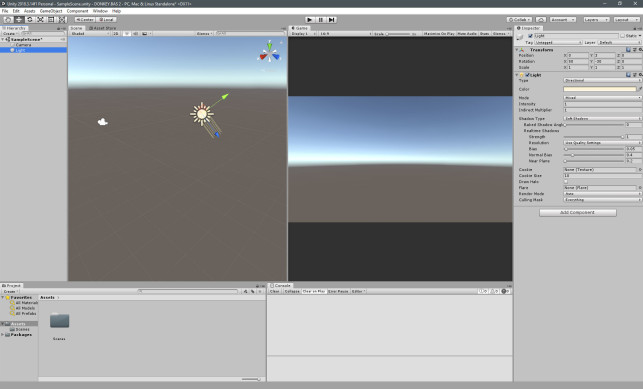 Unity 2018.2.14f1 Personal - SampleScene.unity - DONKEY BAS 2 - PC, Mac & Linux Standalone* <DX11>
File Edit Assets GameObject Component Window Help
Center Local Collab Account Layers Layout
Hierarchy Scene Asset Store Game Inspector
Create Shaded 2D Gizmos Display 1 16:9 Scale Maximize On Play Mute Audio Stats Gizmos Light Static
SampleScene* Tag Untagged Layer Default
Camera Transform
Light Position X 0 Y 3 Z 0
Rotation X 50 Y -30 Z 0
Scale X 1 Y 1 Z 1
Light
Type Directional
Color
Mode Mixed
Intensity 1
Indirect Multiplier 1
Shadow Type Soft Shadows
Baked Shadow Angle 0
Realtime Shadows
Strength 1
Resolution Use Quality Settings
Bias 0.05
Normal Bias 0.4
Near Plane 0.2
Cookie None (Texture)
Cookie Size 10
Draw Halo
Flare None (Flare)
Render Mode Auto
Culling Mask Everything
Add Component
Project Console
Create Clear Collapse Clear on Play Error Pause Editor
Favorites Assets
All Material
All Models
All Prefabs
Assets
Scenes Scenes
Packages